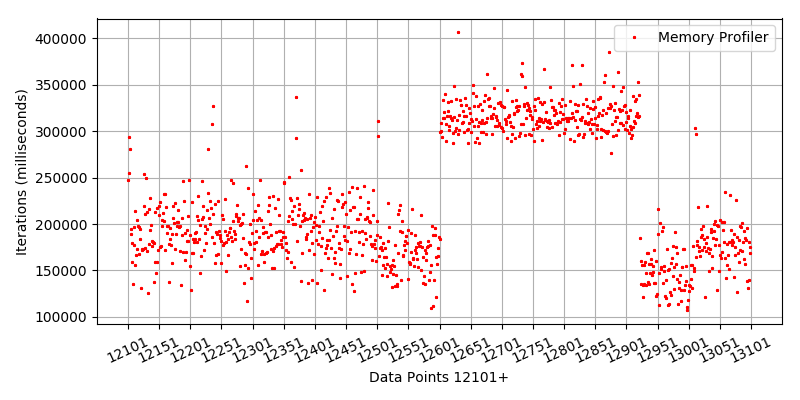 400000
350000
300000
250000
200000
150000
100000
Iterations (milliseconds)
Memory Profiler
12101 12151 12201 12251 12301 12351 12401 12451 12501 12551 12601 12651 12701 12751 12801 12851 12901 12951 13001 13051 13101
Data Points 12101+